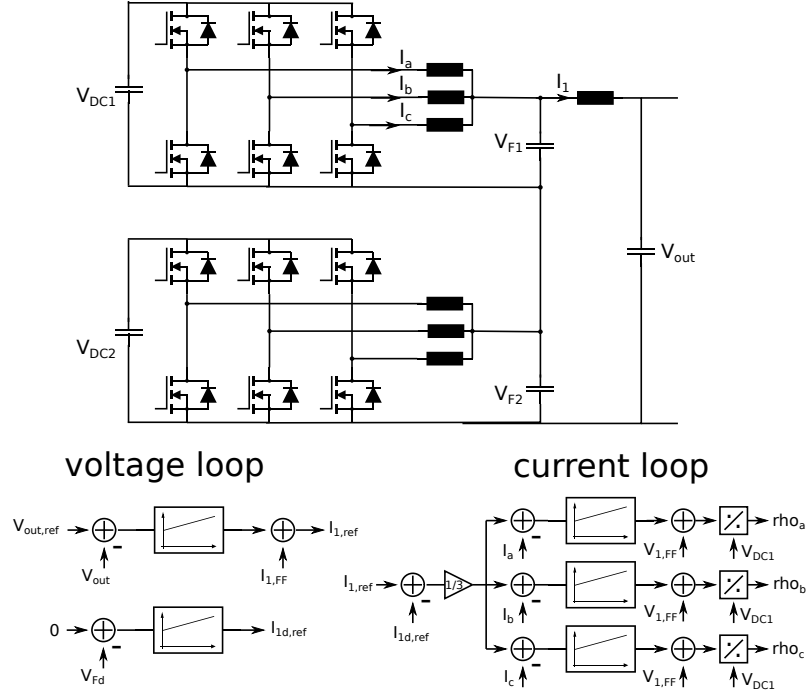 V_DC1
I_a
I_b
I_c
I_1
V_F1
V_out
V_DC2
V_F2
voltage loop
V_out,ref
-
V_out
I_1,FF
I_1,ref
0
-
V_Fd
I_1d,ref
current loop
I_1,ref
-
I_1d,ref
1/3
-
I_a
V_1,FF
V_DC1
rho_a
-
I_b
V_1,FF
V_DC1
rho_b
-
I_c
V_1,FF
V_DC1
rho_c